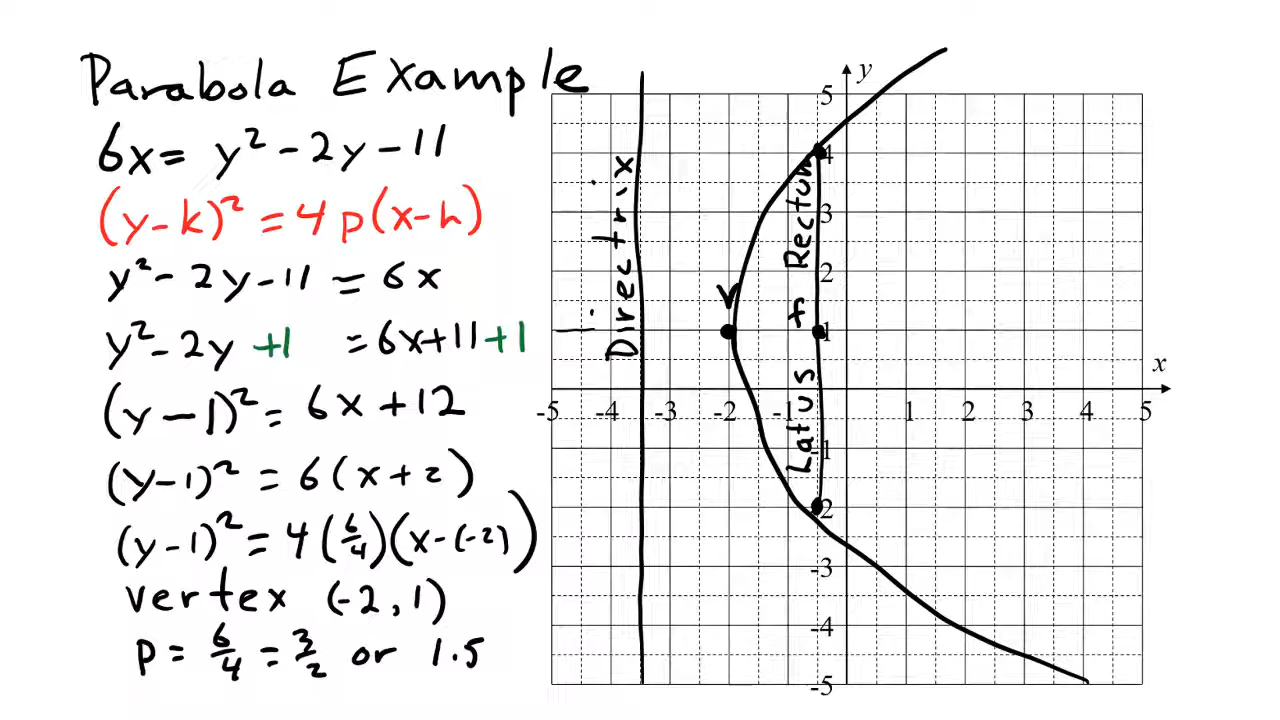 Parabola Example
6x = y² - 2y - 11
(y-k)² = 4p(x-h)
y² - 2y - 11 = 6x
y² - 2y +1 = 6x+11+1
(y-1)² = 6x+12
(y-1)² = 6(x+2)
(y-1)² = 4(6/4)(x-(-2))
vertex (-2,1)
p = 6/4 = 3/2 or 1.5
Directrix
Latus Rectum
V
f
y
x
5
4
3
2
1
1
2
-3
-4
-5
-5 -4 -3 -2 -1 1 2 3 4 5